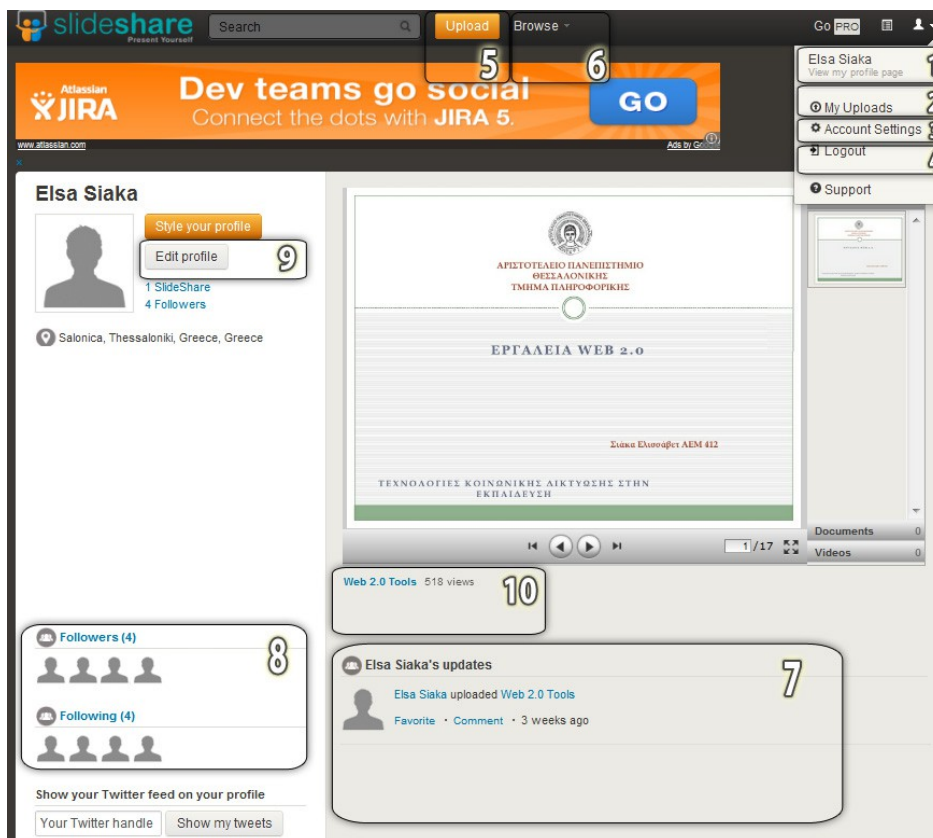 slideshare
Present Yourself
Search
Upload
Browse
Go PRO
5
6
Elsa Siaka
View my profile page
1
My Uploads
2
Account Settings
3
Logout
4
Support
Atlassian
JIRA
Dev teams go social
Connect the dots with JIRA 5.
GO
www.atlassian.com
Ads by
x
Elsa Siaka
Style your profile
Edit profile
9
1 SlideShare
4 Followers
Salonica, Thessaloniki, Greece, Greece
ΑΡΙΣΤΟΤΕΛΕΙΟ ΠΑΝΕΠΙΣΤΗΜΙΟ
ΘΕΣΣΑΛΟΝΙΚΗΣ
ΤΜΗΜΑ ΠΛΗΡΟΦΟΡΙΚΗΣ
ΕΡΓΑΛΕΙΑ WEB 2.0
Σιάκα Ελισσάβετ ΑΕΜ 412
ΤΕΧΝΟΛΟΓΙΕΣ ΚΟΙΝΩΝΙΚΗΣ ΔΙΚΤΥΩΣΗΣ ΣΤΗΝ
ΕΚΠΑΙΔΕΥΣΗ
1 /17
Documents 0
Videos 0
Web 2.0 Tools 518 views
10
Followers (4)
8
Following (4)
Elsa Siaka's updates
7
Elsa Siaka uploaded Web 2.0 Tools
Favorite · Comment · 3 weeks ago
Show your Twitter feed on your profile
Your Twitter handle
Show my tweets